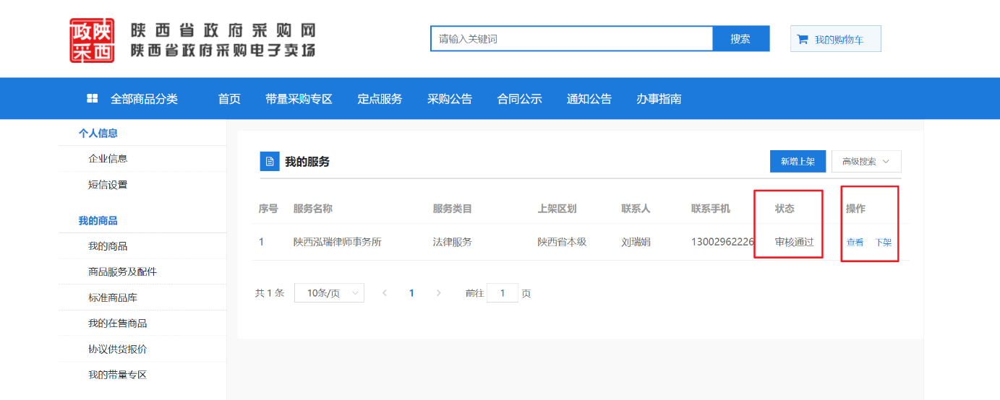 政陕
采西
陕西省政府采购网
陕西省政府采购电子卖场
请输入关键词
搜索
我的购物车
全部商品分类 首页 带量采购专区 定点服务 采购公告 合同公示 通知公告 办事指南
个人信息
企业信息
短信设置
我的商品
我的商品
商品服务及配件
标准商品库
我的在售商品
协议供货报价
我的带量专区
我的服务
新增上架 高级搜索
序号 服务名称 服务类目 上架区划 联系人 联系手机 状态 操作
1 陕西泓瑞律师事务所 法律服务 陕西省本级 刘瑞娟 13002962226 审核通过 查看 下架
共 1 条 10条/页 1 前往 1 页